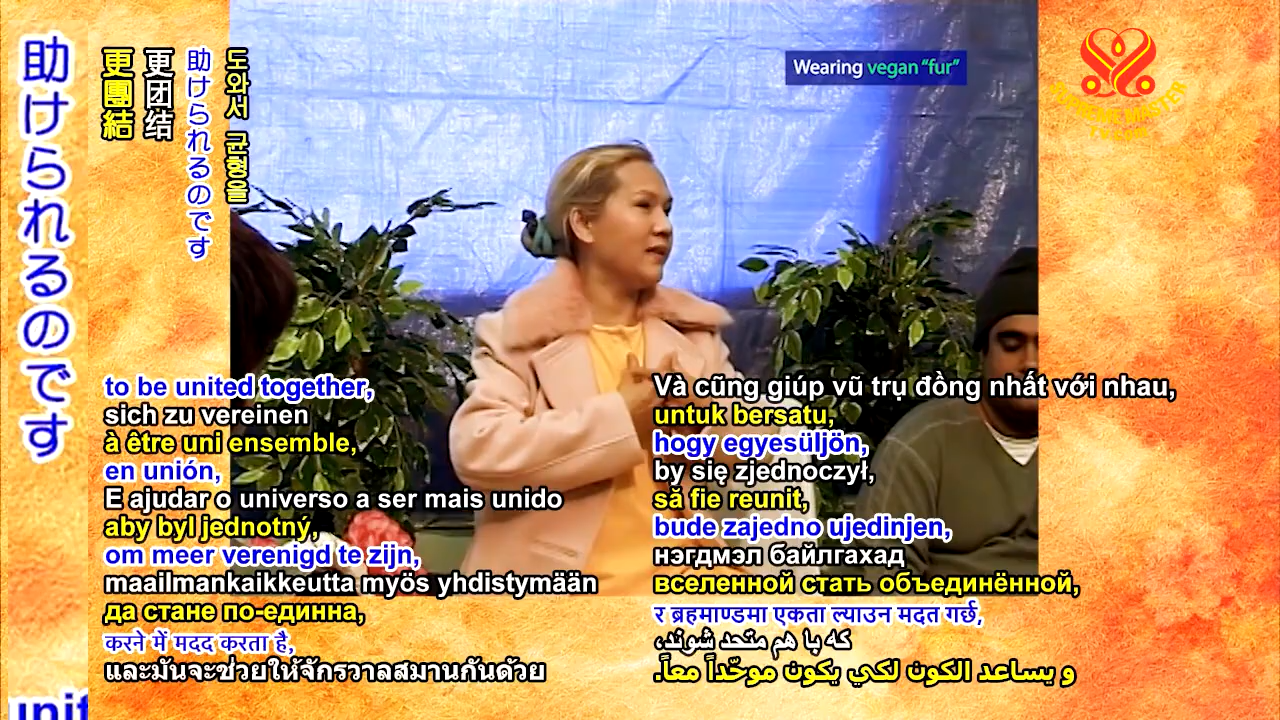 助けられるのです
更團結
更团结
助けられるのです
도와서 균형을
Wearing vegan “fur”
SUPREME MASTER
to be united together,
sich zu vereinen
à être uni ensemble,
en unión,
E ajudar o universo a ser mais unido
aby byl jednotný,
om meer verenigd te zijn,
maailmankaikkeutta myös yhdistymään
да стане по-единна,
करने में मदद करता है,
และมันจะช่วยให้จักรวาลสมานกันด้วย
Và cũng giúp vũ trụ đồng nhất với nhau,
untuk bersatu,
hogy egyesüljön,
by się zjednoczył,
să fie reunit,
bude zajedno ujedinjen,
нэгдмэл байлгахад
вселенной стать объединённой,
र ब्रहमाण्डमा एकता ल्याउन मदत गर्छ,
که با هم متحد شوند،
و يساعد الكون لكي يكون موحّداً معاً.